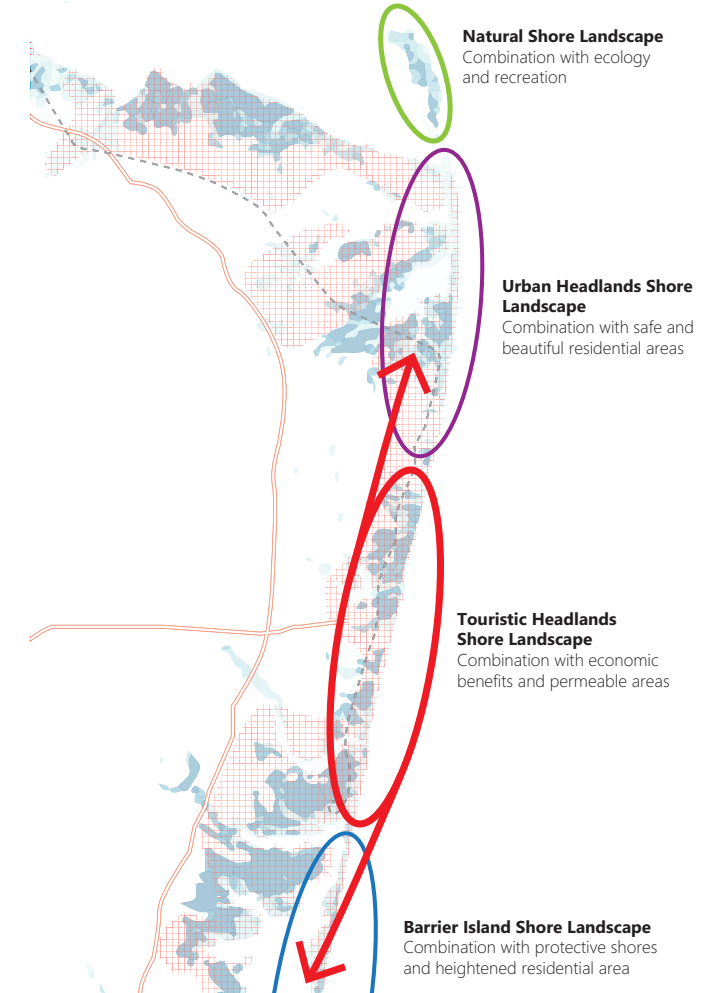 Natural Shore Landscape
Combination with ecology
and recreation
Urban Headlands Shore
Landscape
Combination with safe and
beautiful residential areas
Touristic Headlands
Shore Landscape
Combination with economic
benefits and permeable areas
Barrier Island Shore Landscape
Combination with protective shores
and heightened residential area